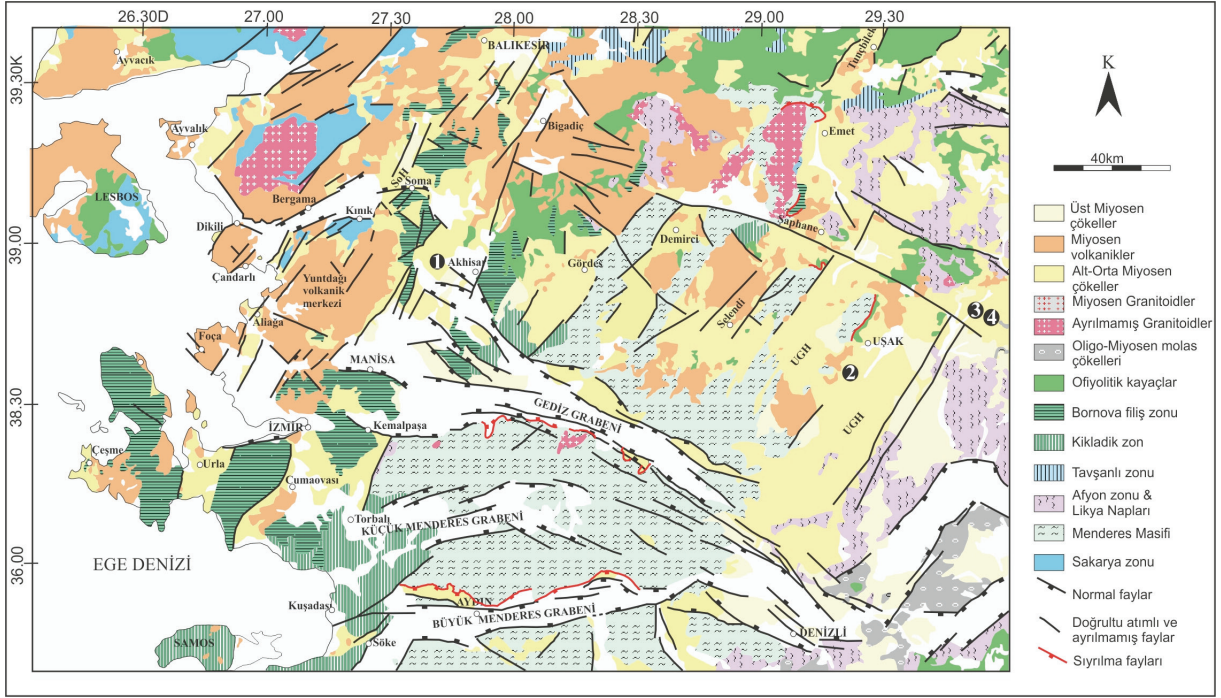 26.30D 27.00 27.30 28.00 28.30 29.00 29.30
39.30K
39.00
38.30
36.00
Ayvacık
BALIKESİR
Tunçbilek
Ayvalık
Bigadiç
Emet
SoH
Soma
Bergama
Kınık
LESBOS
Dikili
Şaphane
Demirci
Çandarlı
1
Akhisar
Gördes
Yuntdağı
volkanik
merkezi
Aliağa
Selendi
3 4
Foça
UŞAK
MANİSA
UGH
2
GEDİZ GRABENİ
UGH
İZMİR
Kemalpaşa
Çeşme
Urla
Cumaovası
Torbalı
KÜÇÜK MENDERES GRABENİ
EGE DENİZİ
Kuşadası
AYDIN
BÜYÜK MENDERES GRABENİ
DENİZLİ
SAMOS
Söke
K
40km
Üst Miyosen
çökeller
Miyosen
volkanikler
Alt-Orta Miyosen
çökeller
Miyosen Granitoidler
Ayrılmamış Granitoidler
Oligo-Miyosen molas
çökelleri
Ofiyolitik kayaçlar
Bornova filiş zonu
Kikladik zon
Tavşanlı zonu
Afyon zonu &
Likya Napları
Menderes Masifi
Sakarya zonu
Normal faylar
Doğrultu atımlı ve
ayrılmamış faylar
Sıyrılma fayları